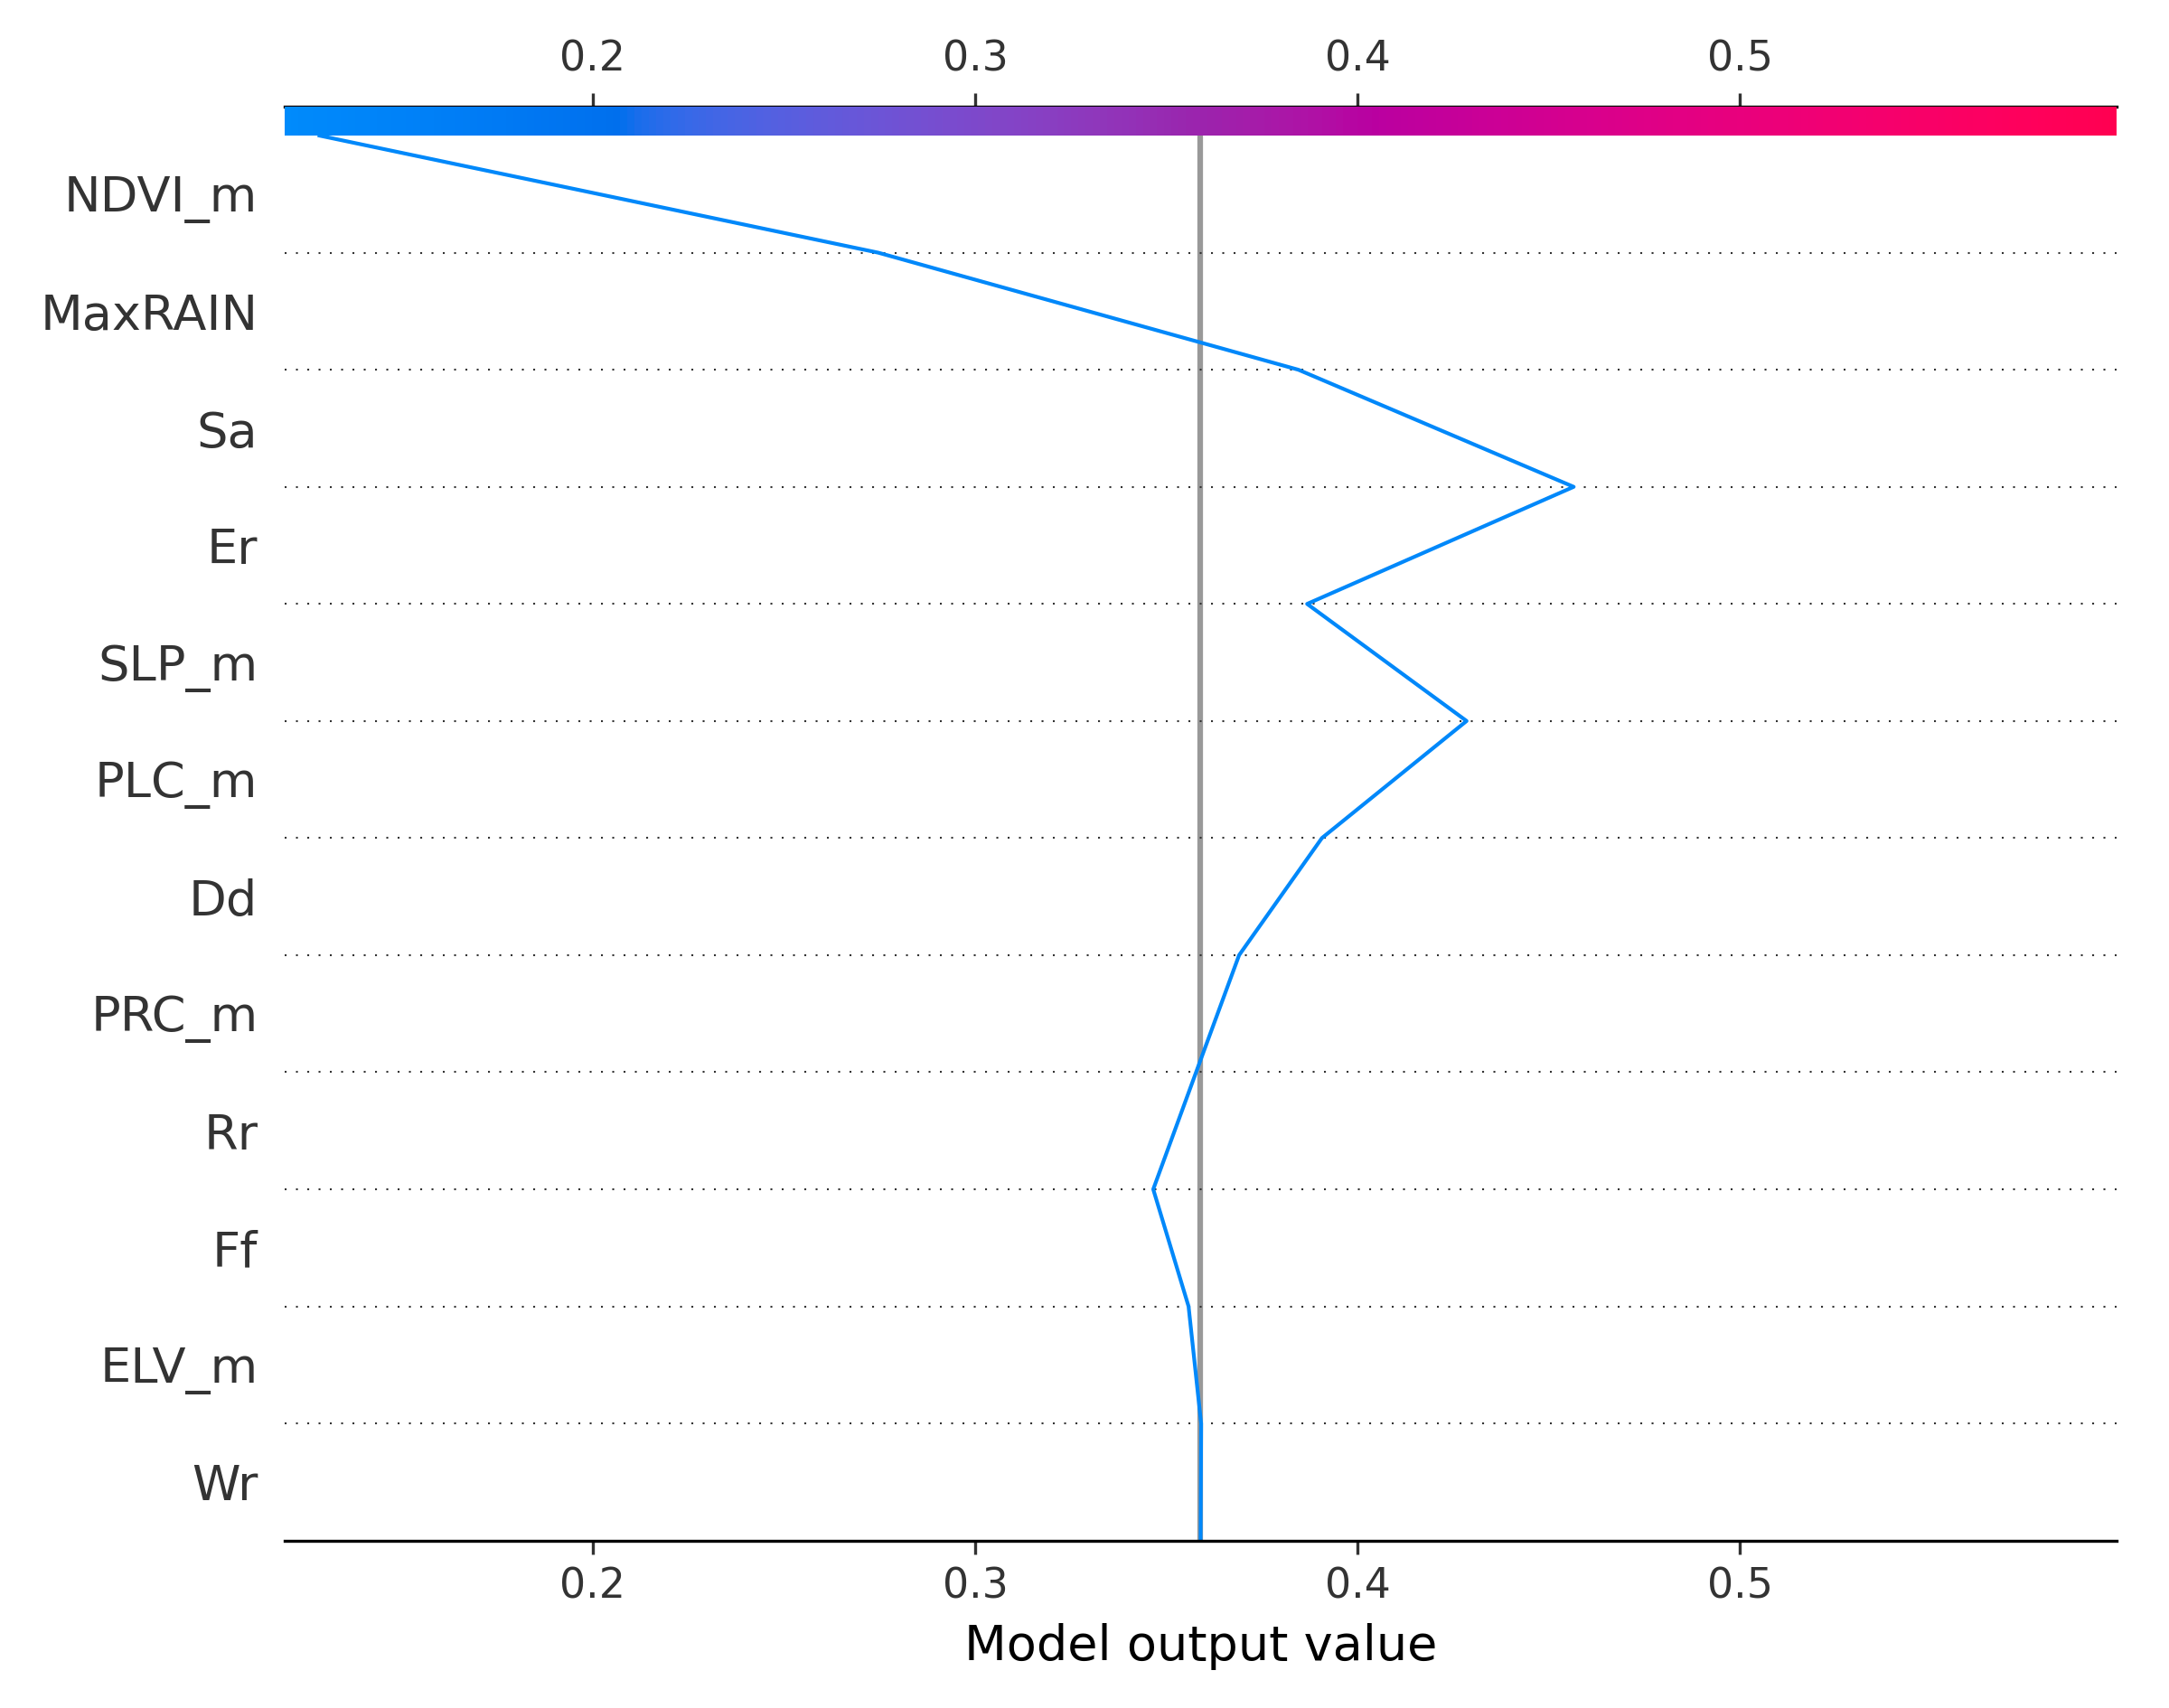 0.2 0.3 0.4 0.5
NDVI_m
MaxRAIN
Sa
Er
SLP_m
PLC_m
Dd
PRC_m
Rr
Ff
ELV_m
Wr
0.2 0.3 0.4 0.5
Model output value